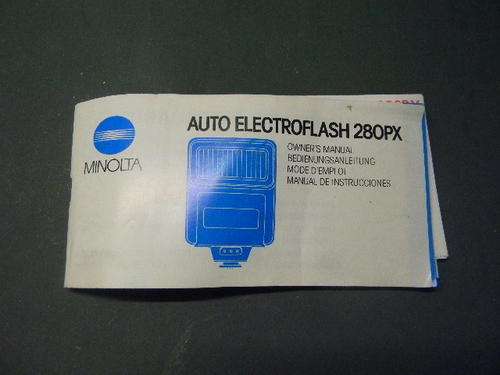 MINOLTA
AUTO ELECTROFLASH 280PX
OWNER'S MANUAL
BEDIENUNGSANLEITUNG
MODE D'EMPLOI
MANUAL DE INSTRUCCIONES